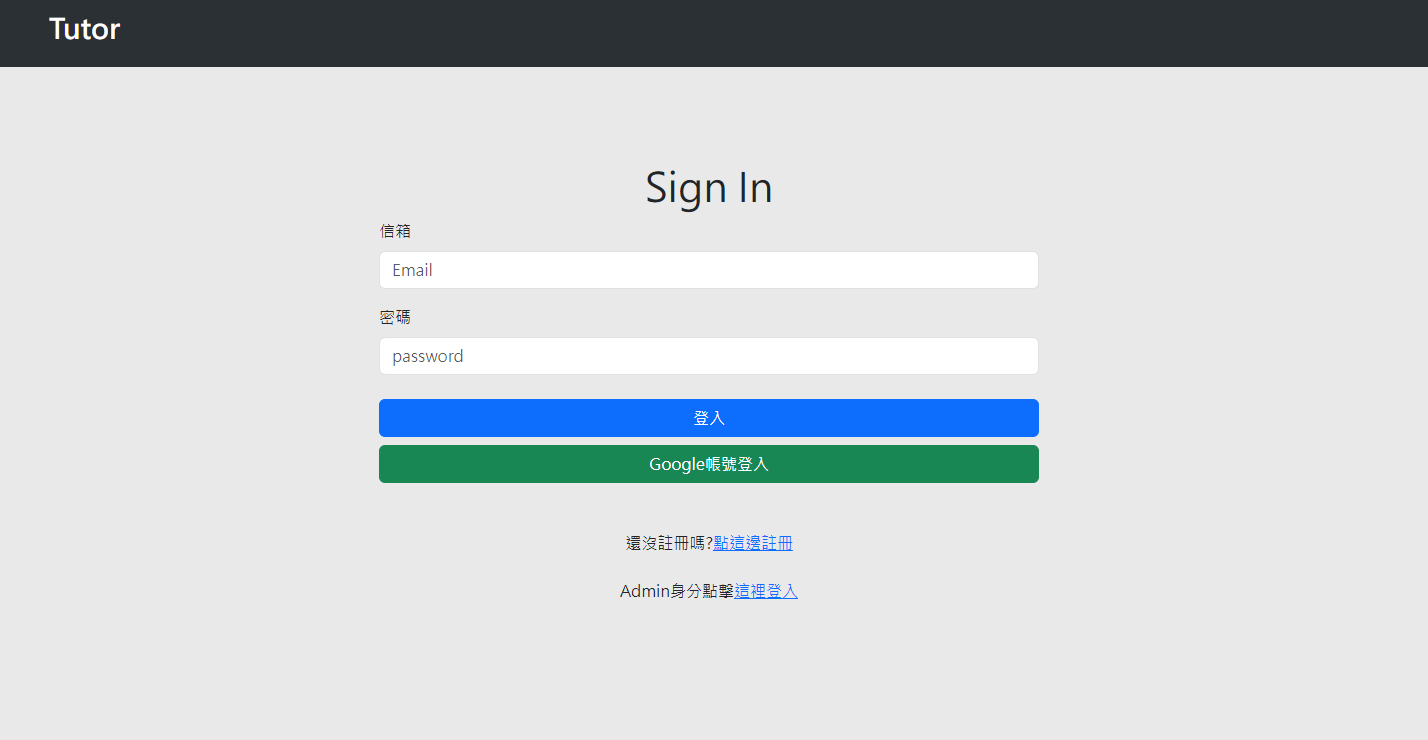 Tutor
Sign In
信箱
Email
密碼
password
登入
Google帳號登入
還沒註冊嗎?點這邊註冊
Admin身分點擊這裡登入